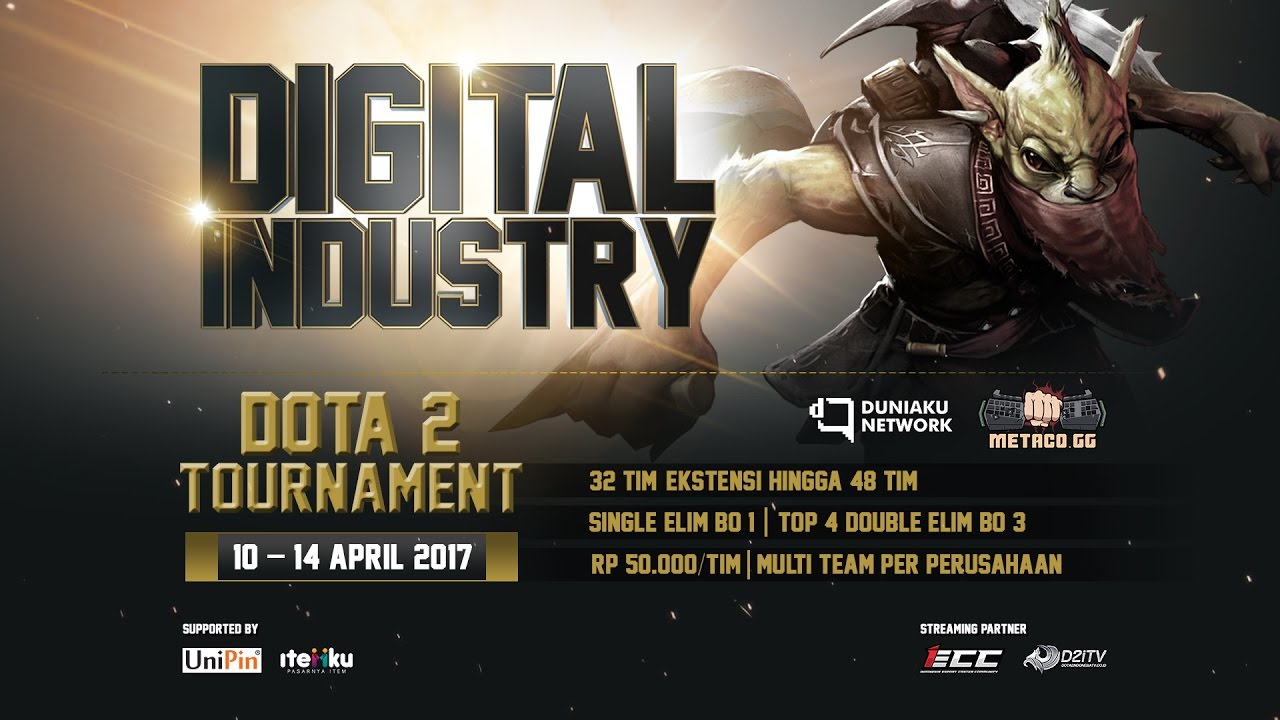 DIGITAL
INDUSTRY
DOTA 2
TOURNAMENT
10 – 14 APRIL 2017
DUNIAKU
NETWORK
METACO.GG
32 TIM EKSTENSI HINGGA 48 TIM
SINGLE ELIM BO 1 | TOP 4 DOUBLE ELIM BO 3
RP 50.000/TIM | MULTI TEAM PER PERUSAHAAN
SUPPORTED BY
UniPin®
itemku
PASARNYA ITEM
STREAMING PARTNER
IECC
D2iTV